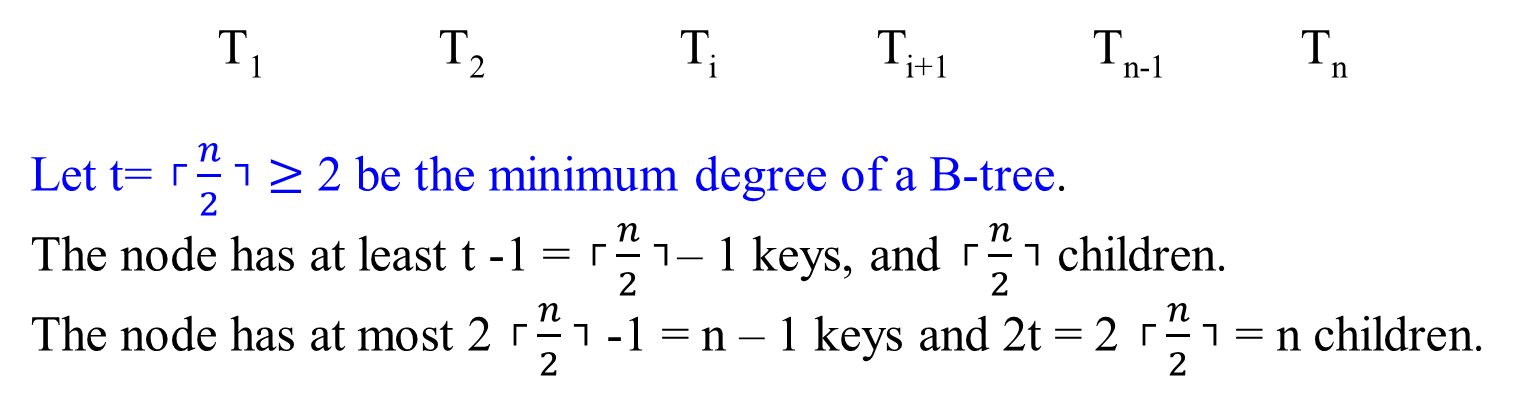 T₁ T₂ Tᵢ Tᵢ₊₁ Tₙ₋₁ Tₙ
Let t= ⌈n/2⌉ ≥ 2 be the minimum degree of a B-tree.
The node has at least t -1 = ⌈n/2⌉– 1 keys, and ⌈n/2⌉ children.
The node has at most 2 ⌈n/2⌉ -1 = n – 1 keys and 2t = 2 ⌈n/2⌉ = n children.